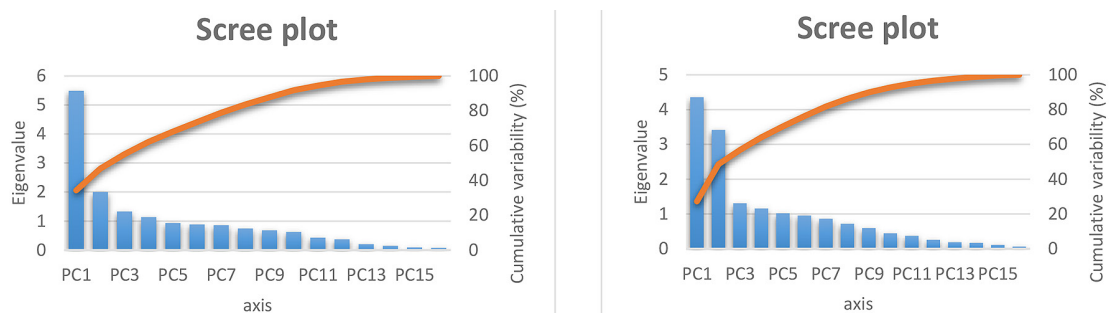 Scree plot
6
5
4
3
2
1
0
Eigenvalue
100
80
60
40
20
0
Cumulative variability (%)
PC1 PC3 PC5 PC7 PC9 PC11 PC13 PC15
axis
Scree plot
5
4
3
2
1
0
Eigenvalue
100
80
60
40
20
0
Cumulative variability (%)
PC1 PC3 PC5 PC7 PC9 PC11 PC13 PC15
axis